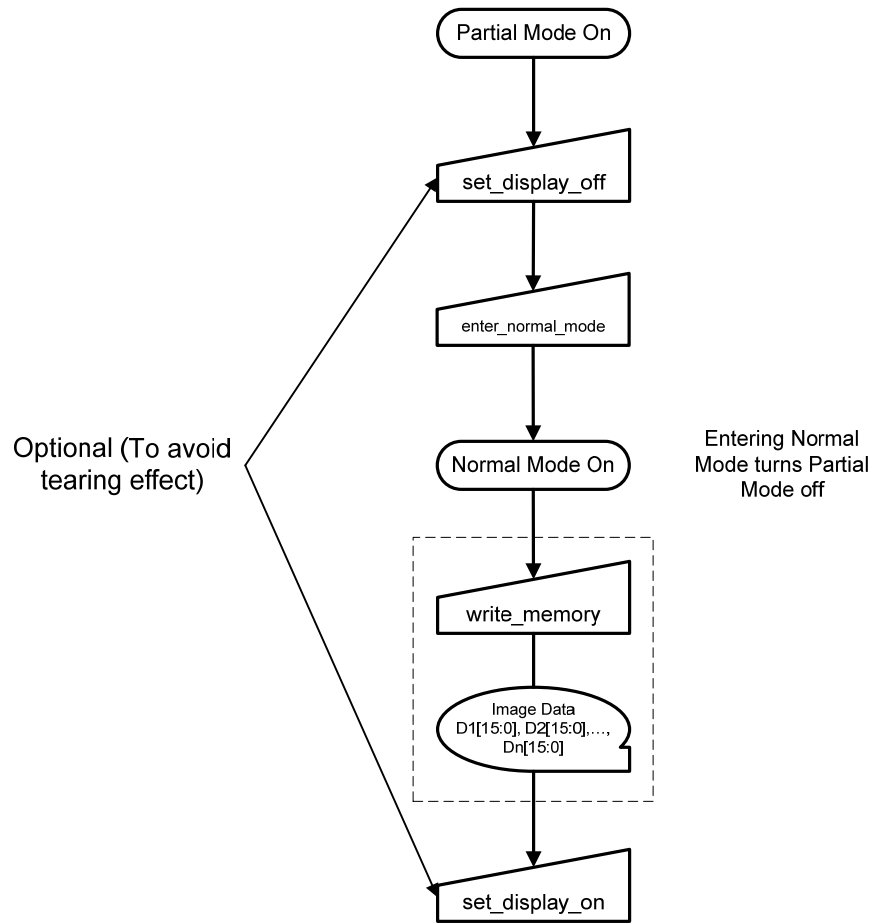 Partial Mode On
set_display_off
enter_normal_mode
Optional (To avoid
tearing effect)
Normal Mode On
Entering Normal
Mode turns Partial
Mode off
write_memory
Image Data
D1[15:0], D2[15:0],…,
Dn[15:0]
set_display_on